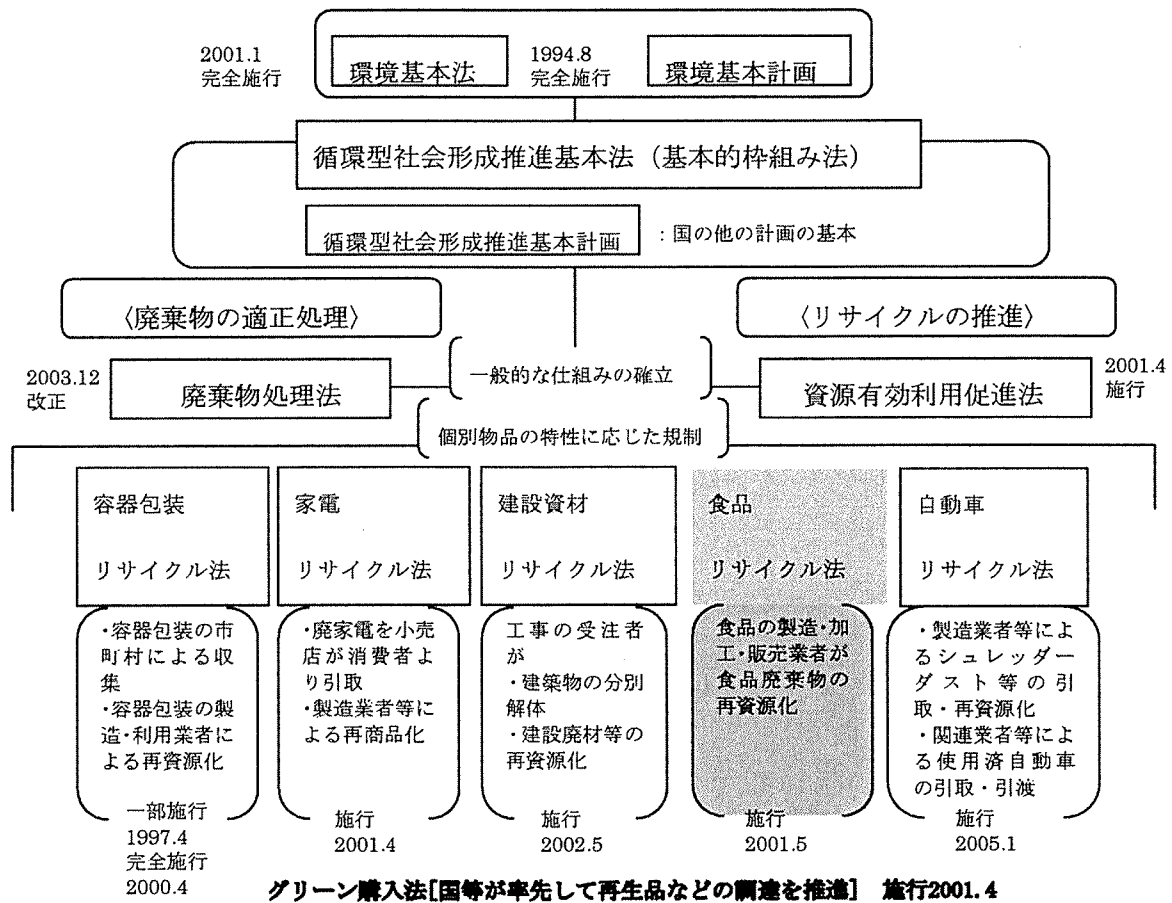 2001.1
完全施行
環境基本法
1994.8
完全施行
環境基本計画
循環型社会形成推進基本法（基本的枠組み法）
循環型社会形成推進基本計画
：国の他の計画の基本
〈廃棄物の適正処理〉
〈リサイクルの推進〉
一般的な仕組みの確立
2003.12
改正
廃棄物処理法
資源有効利用促進法
2001.4
施行
個別物品の特性に応じた規制
容器包装
リサイクル法
・容器包装の市
町村による収
集
・容器包装の製
造・利用業者に
よる再資源化
一部施行
1997.4
完全施行
2000.4
家電
リサイクル法
・廃家電を小売
店が消費者よ
り引取
・製造業者等に
よる再商品化
施行
2001.4
建設資材
リサイクル法
工事の受注者
が
・建築物の分別
解体
・建設廃材等の
再資源化
施行
2002.5
食品
リサイクル法
食品の製造・加
工・販売業者が
食品廃棄物の
再資源化
施行
2001.5
自動車
リサイクル法
・製造業者等によ
るシュレッダー
ダスト等の引
取・再資源化
・関連業者等によ
る使用済自動車
の引取・引渡
施行
2005.1
グリーン購入法[国等が率先して再生品などの調達を推進]　施行2001.4